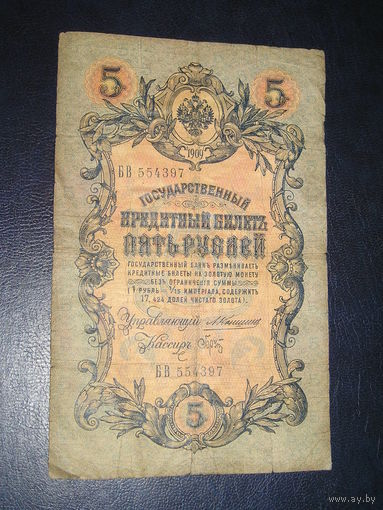 5 5
1909
БВ 554397
ГОСУДАРСТВЕННЫЙ
КРЕДИТНЫЙ БИЛЕТЪ
ПЯТЬ РУБЛЕЙ
ГОСУДАРСТВЕННЫЙ БАНКЪ РАЗМѢНИВАЕТЪ
КРЕДИТНЫЕ БИЛЕТЫ НА ЗОЛОТУЮ МОНЕТУ
БЕЗЪ ОГРАНИЧЕНІЯ СУММЫ
(1 РУБЛЬ = 1/15 ИМПЕРІАЛА, СОДЕРЖИТЪ
17,424 ДОЛЕЙ ЧИСТАГО ЗОЛОТА).
Управляющій
Кассиръ
БВ 554397
5
www.ay.by